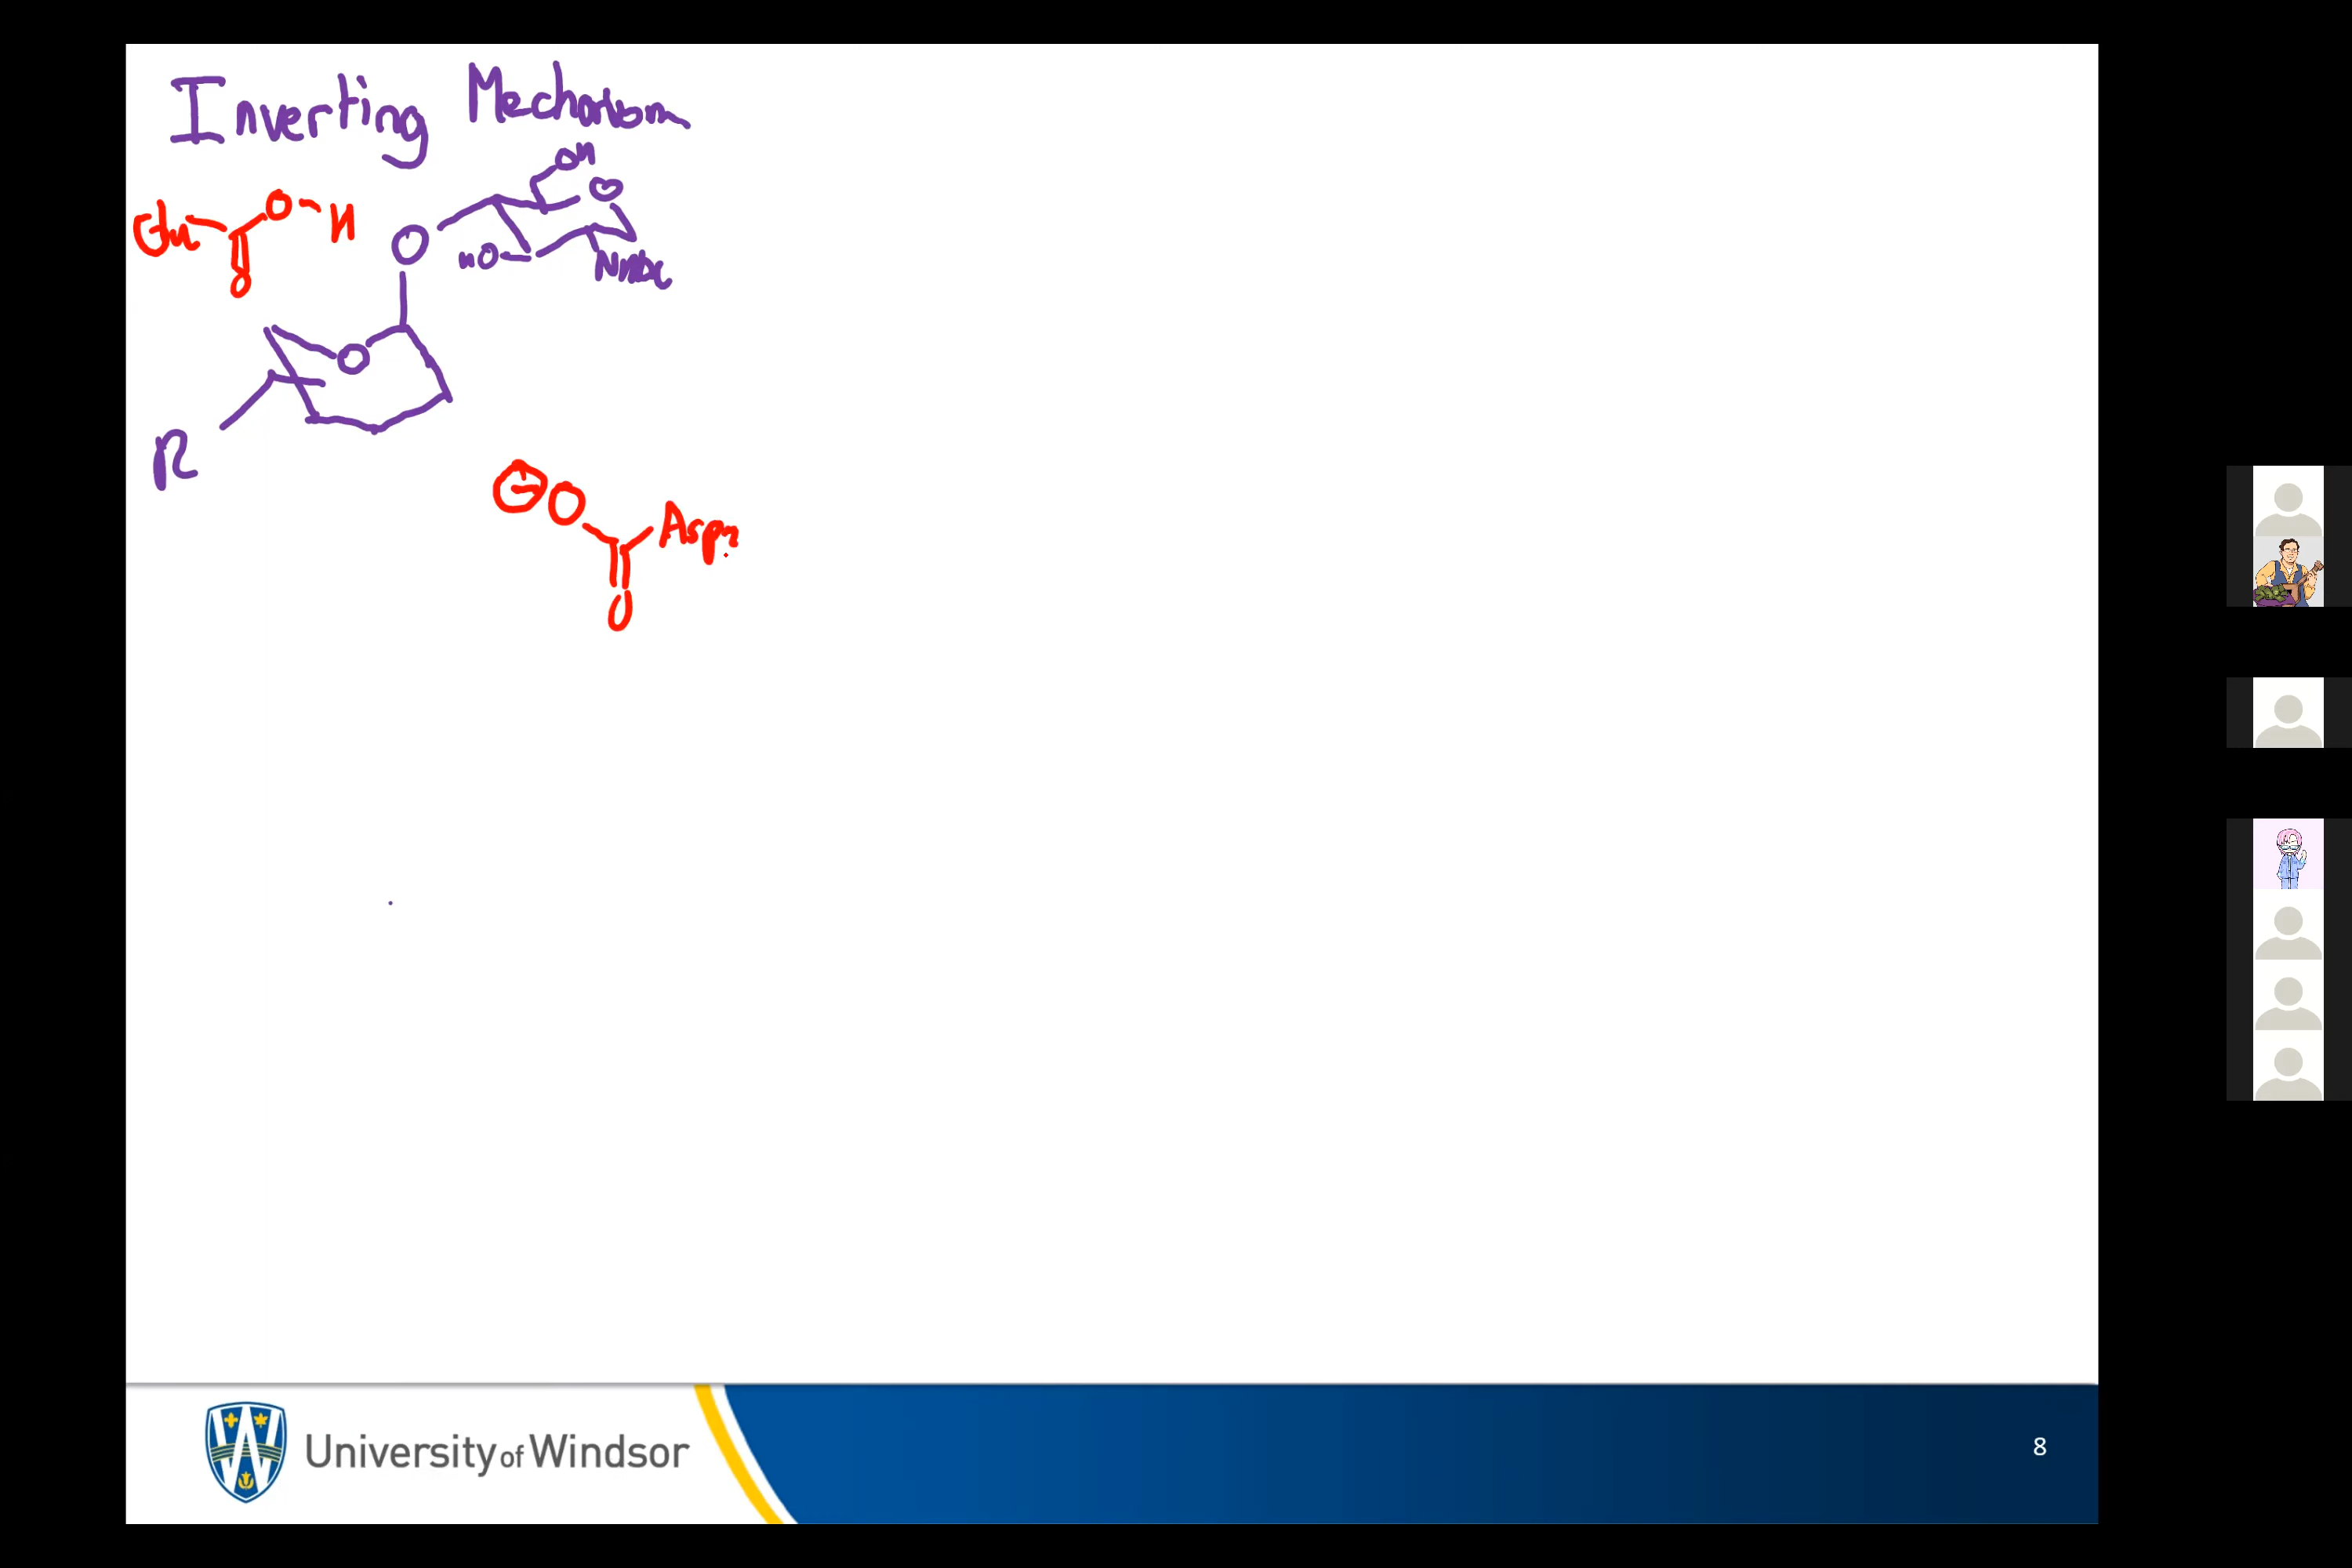 Inverting Mechanism
OH
O
Glu O H
O HO NHAc
O
O
R
⊖O Asp
O
University of Windsor
8